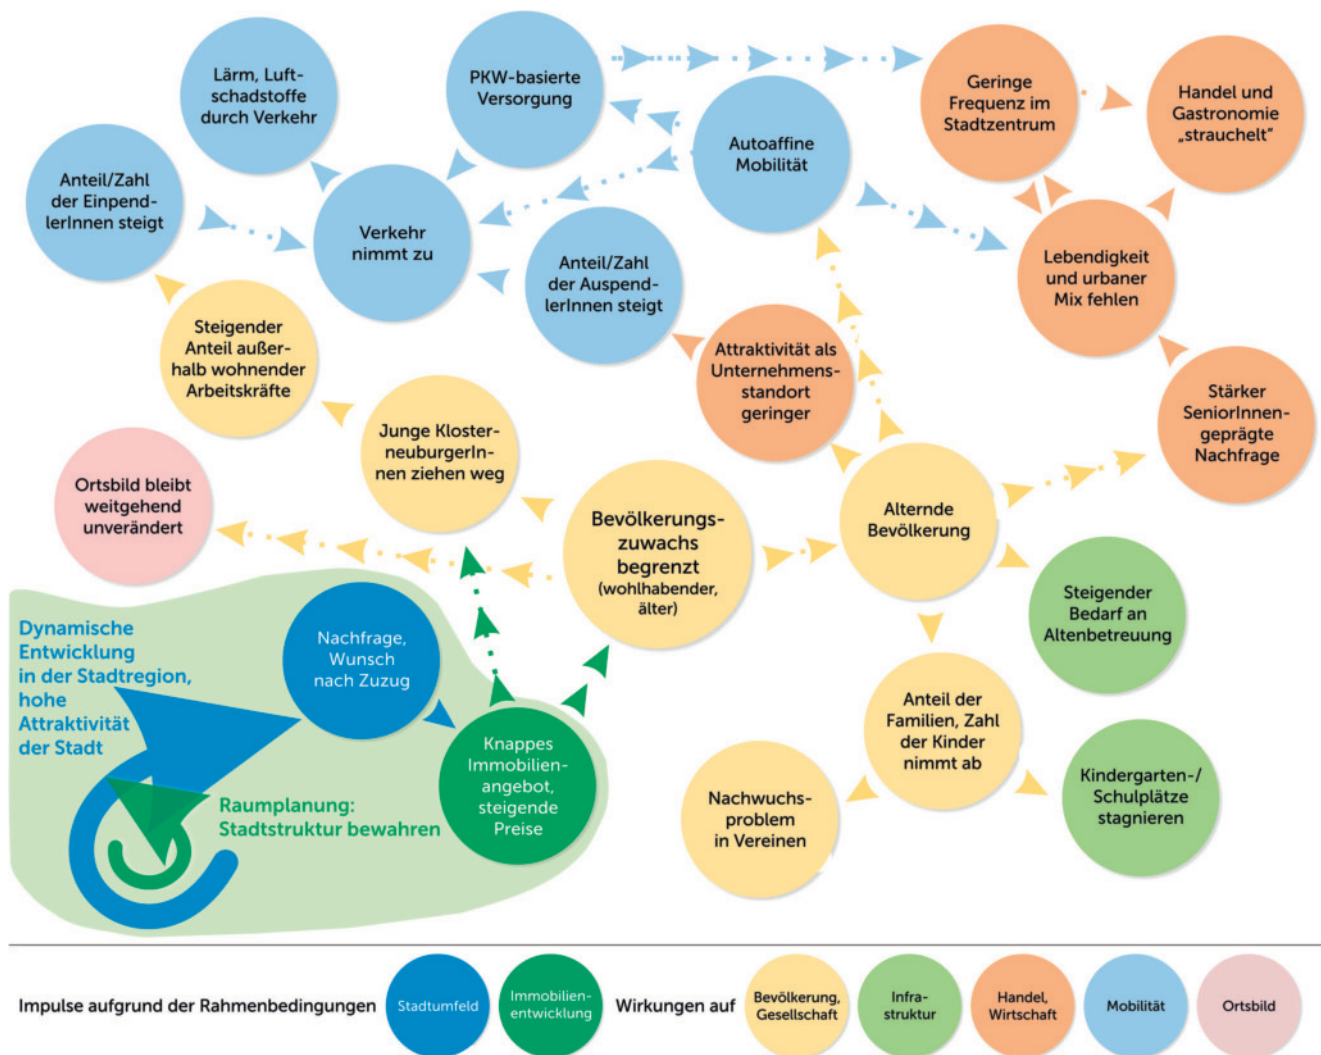 Lärm, Luft-
schadstoffe
durch Verkehr
PKW-basierte
Versorgung
Geringe
Frequenz im
Stadtzentrum
Handel und
Gastronomie
„strauchelt"
Autoaffine
Mobilität
Anteil/Zahl
der Einpend-
lerInnen steigt
Verkehr
nimmt zu
Anteil/Zahl
der Auspend-
lerInnen steigt
Lebendigkeit
und urbaner
Mix fehlen
Steigender
Anteil außer-
halb wohnender
Arbeitskräfte
Attraktivität als
Unternehmens-
standort
geringer
Stärker
SeniorInnen-
geprägte
Nachfrage
Junge Kloster-
neuburgerIn-
nen ziehen weg
Ortsbild bleibt
weitgehend
unverändert
Bevölkerungs-
zuwachs
begrenzt
(wohlhabender,
älter)
Alternde
Bevölkerung
Steigender
Bedarf an
Altenbetreuung
Dynamische
Entwicklung
in der Stadtregion,
hohe
Attraktivität
der Stadt
Nachfrage,
Wunsch
nach Zuzug
Anteil der
Familien, Zahl
der Kinder
nimmt ab
Knappes
Immobilien-
angebot,
steigende
Preise
Raumplanung:
Stadtstruktur bewahren
Nachwuchs-
problem
in Vereinen
Kindergarten-/
Schulplätze
stagnieren
Impulse aufgrund der Rahmenbedingungen
Stadtumfeld
Immobilien-
entwicklung
Wirkungen auf
Bevölkerung,
Gesellschaft
Infra-
struktur
Handel,
Wirtschaft
Mobilität
Ortsbild